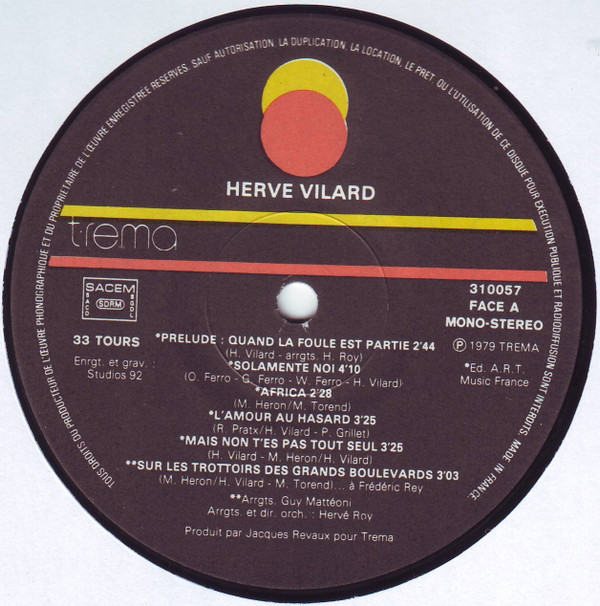 TOUS DROITS DU PRODUCTEUR DE L'ŒUVRE PHONOGRAPHIQUE ET DU PROPRIETAIRE DE L'ŒUVRE ENREGISTREE RESERVES. SAUF AUTORISATION, LA DUPLICATION, LA LOCATION, LE PRET, OU L'UTILISATION DE CE DISQUE POUR EXECUTION PUBLIQUE ET RADIODIFFUSION SONT INTERDITS. MADE IN FRANCE
HERVE VILARD
trema
SACEM
SACD
SDRM
SGDL
310057
FACE A
MONO-STEREO
33 TOURS
Enrgt. et grav. :
Studios 92
℗ 1979 TREMA
*Ed. A.R.T.
Music France
*PRELUDE : QUAND LA FOULE EST PARTIE 2'44
(H. Vilard - arrgts. H. Roy)
*SOLAMENTE NOI 4'10
(O. Ferro - G. Ferro - W. Ferro - H. Vilard)
*AFRICA 2'28
(M. Heron/M. Torend)
*L'AMOUR AU HASARD 3'25
(R. Pratx/H. Vilard - P. Grillet)
*MAIS NON T'ES PAS TOUT SEUL 3'25
(H. Vilard - M. Heron/H. Vilard)
**SUR LES TROTTOIRS DES GRANDS BOULEVARDS 3'03
(M. Heron/H. Vilard - M. Torend)... à Frédéric Rey
**Arrgts. Guy Mattéoni
Arrgts. et dir. orch. : Hervé Roy
Produit par Jacques Revaux pour Trema